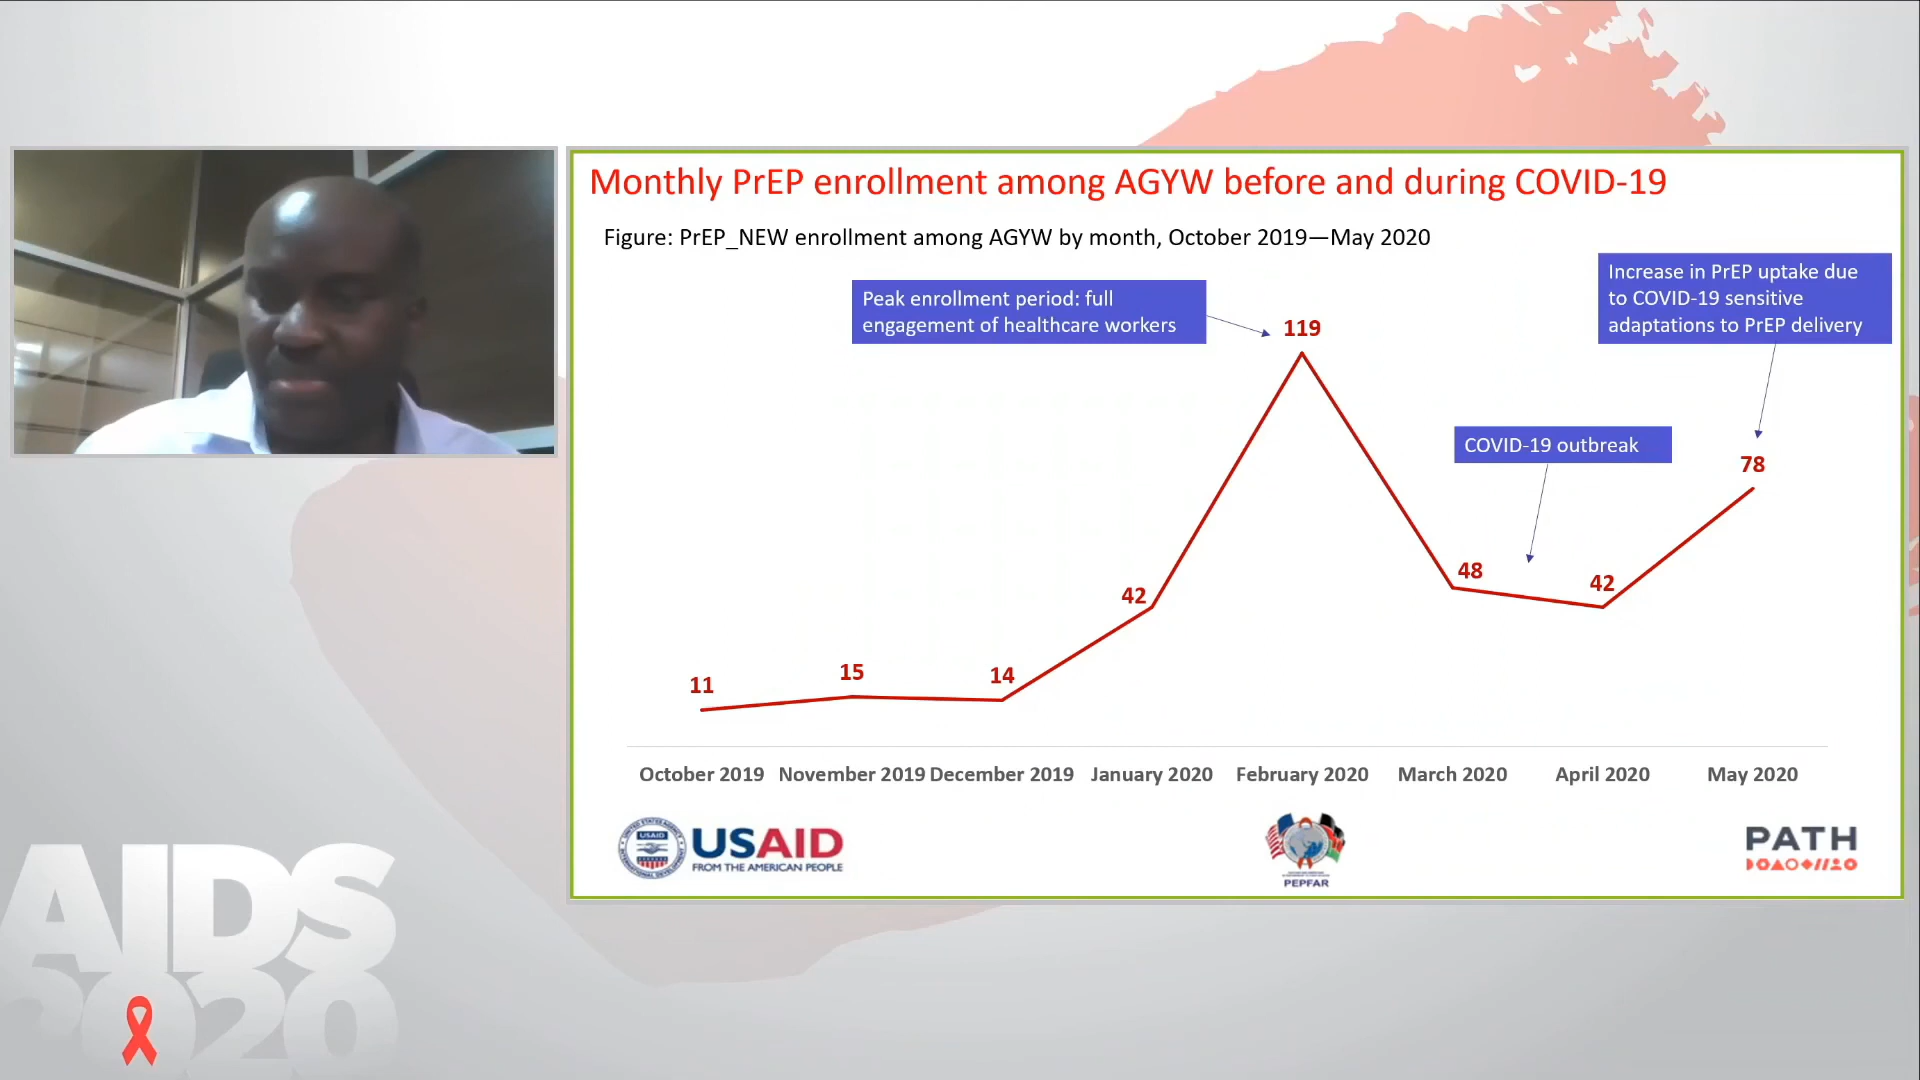 Monthly PrEP enrollment among AGYW before and during COVID-19
Figure: PrEP_NEW enrollment among AGYW by month, October 2019—May 2020
Peak enrollment period: full
engagement of healthcare workers
Increase in PrEP uptake due
to COVID-19 sensitive
adaptations to PrEP delivery
COVID-19 outbreak
11
15
14
42
119
48
42
78
October 2019
November 2019
December 2019
January 2020
February 2020
March 2020
April 2020
May 2020
USAID
USAID
FROM THE AMERICAN PEOPLE
PEPFAR
PATH
AIDS
2020